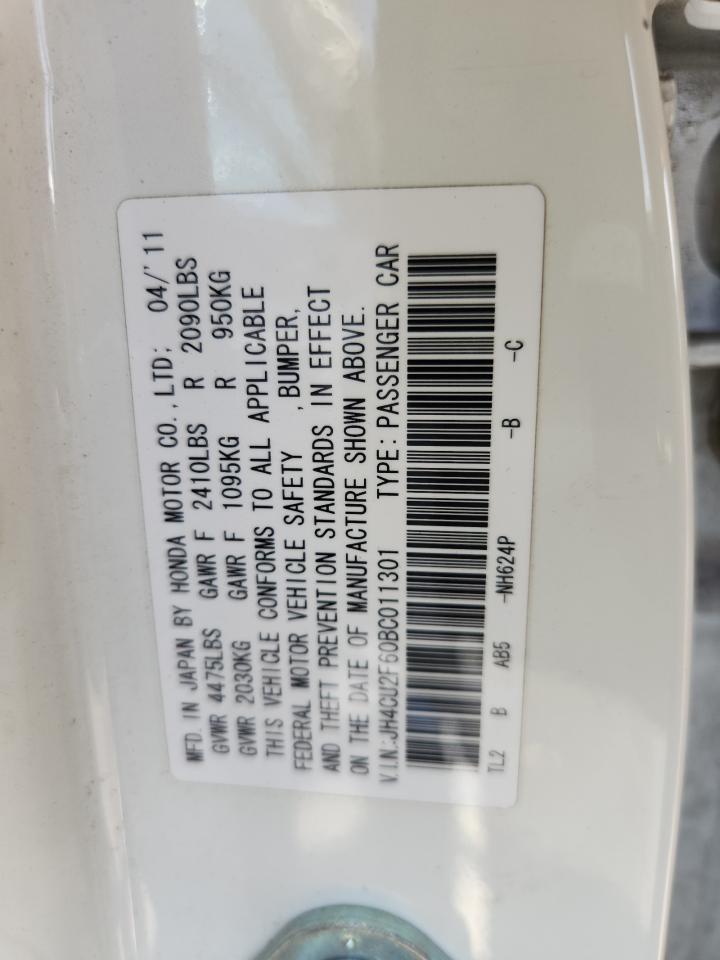 MFD. IN JAPAN BY HONDA MOTOR CO., LTD; 04/'11
GVWR 4475LBS GAWR F 2410LBS R 2090LBS
GVWR 2030KG GAWR F 1095KG R 950KG
THIS VEHICLE CONFORMS TO ALL APPLICABLE
FEDERAL MOTOR VEHICLE SAFETY ,BUMPER,
AND THEFT PREVENTION STANDARDS IN EFFECT
ON THE DATE OF MANUFACTURE SHOWN ABOVE.
V.I.N.:JH4CU2F60BC011301 TYPE: PASSENGER CAR
TL2 B AB5 -NH624P -B -C